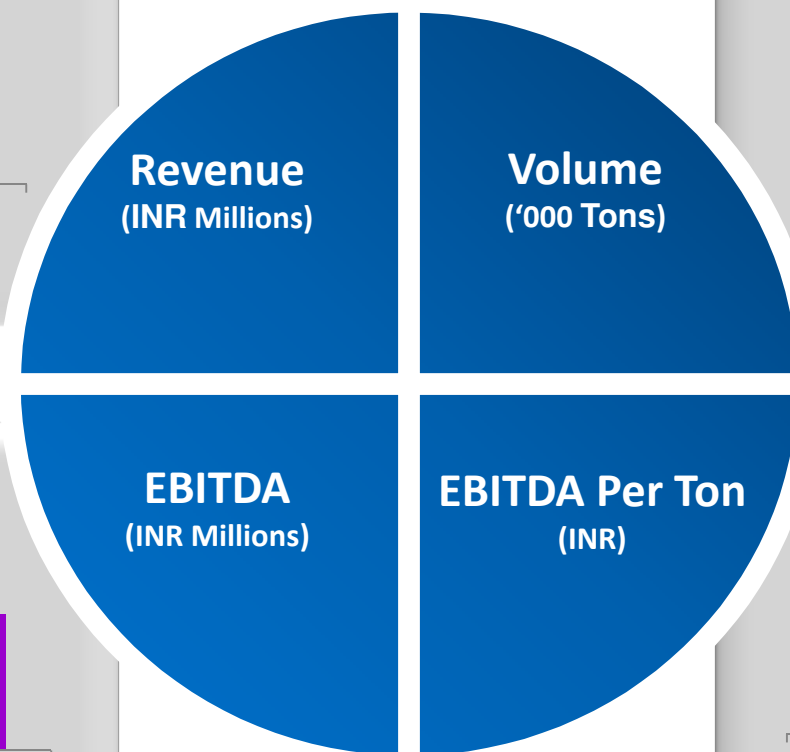 Revenue
(INR Millions)
Volume
(‘000 Tons)
EBITDA
(INR Millions)
EBITDA Per Ton
(INR)